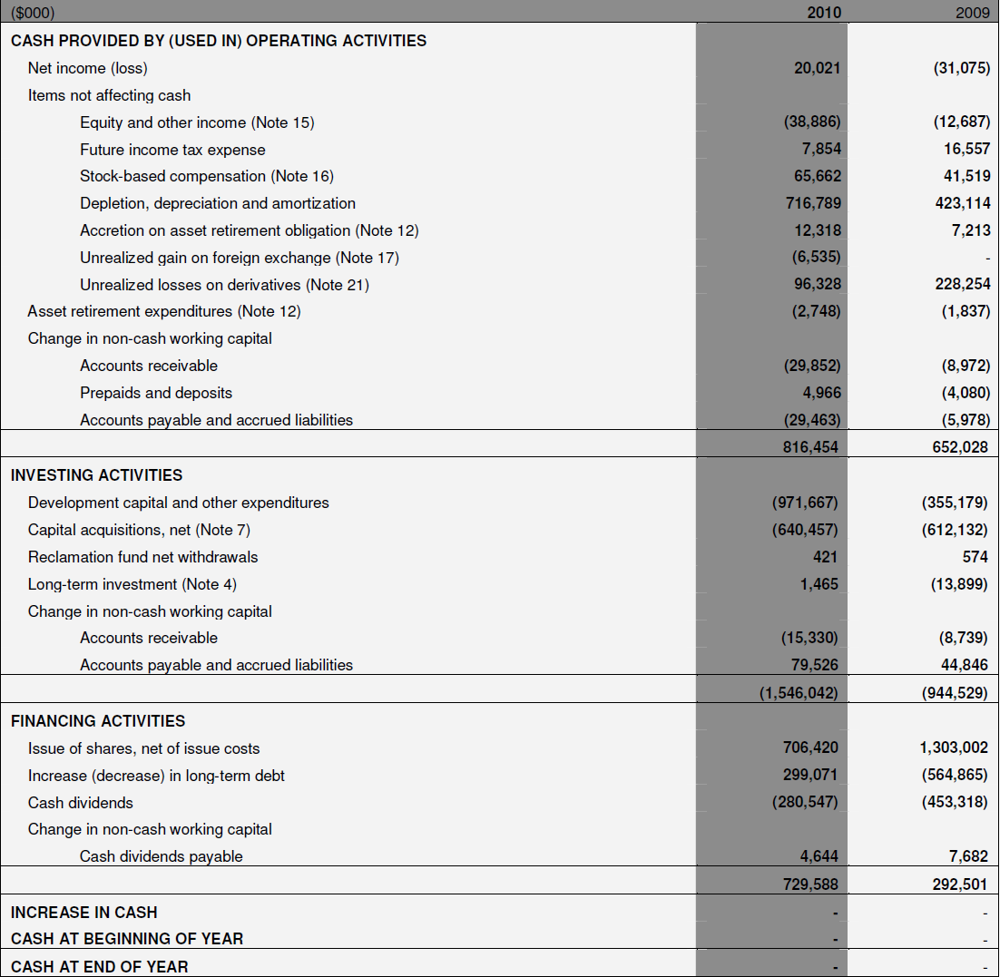 ($000) 2010 2009
CASH PROVIDED BY (USED IN) OPERATING ACTIVITIES
Net income (loss) 20,021 (31,075)
Items not affecting cash
Equity and other income (Note 15) (38,886) (12,687)
Future income tax expense 7,854 16,557
Stock-based compensation (Note 16) 65,662 41,519
Depletion, depreciation and amortization 716,789 423,114
Accretion on asset retirement obligation (Note 12) 12,318 7,213
Unrealized gain on foreign exchange (Note 17) (6,535) -
Unrealized losses on derivatives (Note 21) 96,328 228,254
Asset retirement expenditures (Note 12) (2,748) (1,837)
Change in non-cash working capital
Accounts receivable (29,852) (8,972)
Prepaids and deposits 4,966 (4,080)
Accounts payable and accrued liabilities (29,463) (5,978)
816,454 652,028
INVESTING ACTIVITIES
Development capital and other expenditures (971,667) (355,179)
Capital acquisitions, net (Note 7) (640,457) (612,132)
Reclamation fund net withdrawals 421 574
Long-term investment (Note 4) 1,465 (13,899)
Change in non-cash working capital
Accounts receivable (15,330) (8,739)
Accounts payable and accrued liabilities 79,526 44,846
(1,546,042) (944,529)
FINANCING ACTIVITIES
Issue of shares, net of issue costs 706,420 1,303,002
Increase (decrease) in long-term debt 299,071 (564,865)
Cash dividends (280,547) (453,318)
Change in non-cash working capital
Cash dividends payable 4,644 7,682
729,588 292,501
INCREASE IN CASH - -
CASH AT BEGINNING OF YEAR - -
CASH AT END OF YEAR - -